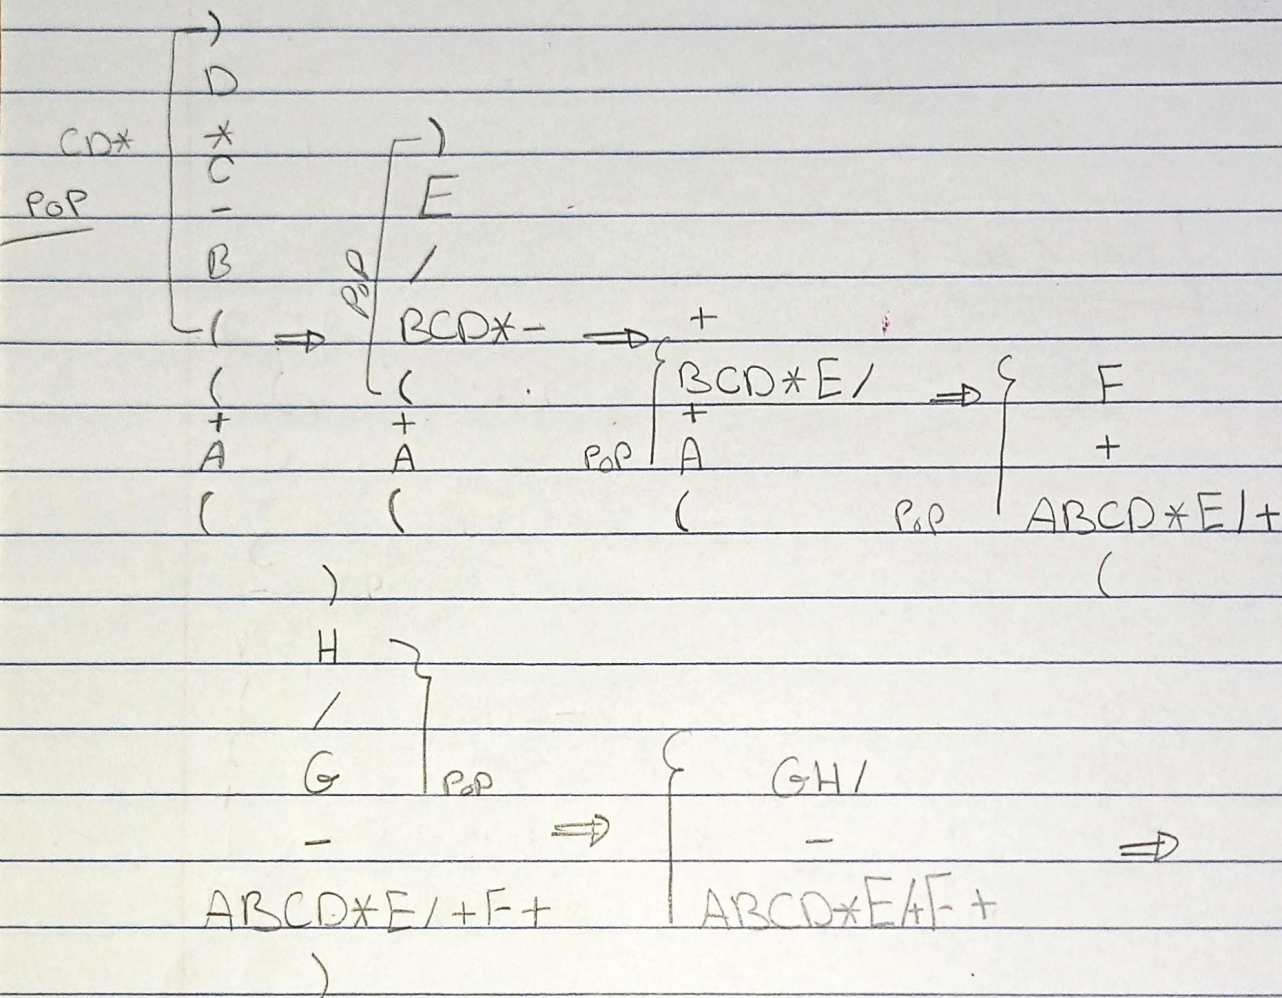 )
D
CD* * )
C E
POP -
B POP /
( ⇒ BCD*- ⇒ +
( ( BCD*E/ ⇒ F
+ + + +
A A POP A
( ( ( POP ABCD*E/+
) (
H
/
G POP GH/
- ⇒ - ⇒
ABCD*E/+F+ ABCD*E/+F+
)